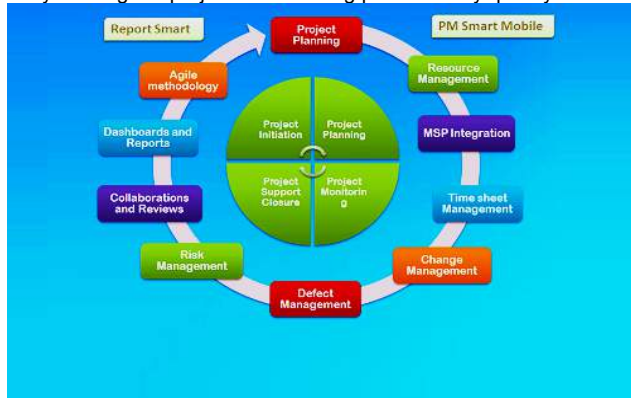 Report Smart
PM Smart Mobile
Project
Planning
Resource
Management
MSP Integration
Time sheet
Management
Change
Management
Defect
Management
Risk
Management
Collaborations
and Reviews
Dashboards and
Reports
Agile
methodology
Project
Initiation
Project
Planning
Project
Support
Closure
Project
Monitorin
g